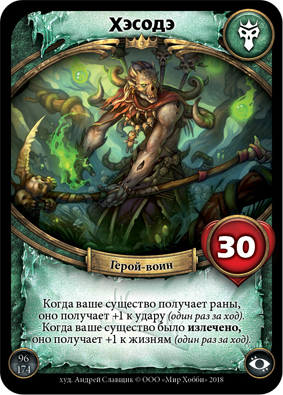 Хэсодэ
Герой-воин
30
Когда ваше существо получает раны,
оно получает +1 к удару (один раз за ход).
Когда ваше существо было излечено,
оно получает +1 к жизням (один раз за ход).
96
174
худ. Андрей Славщик © ООО «Мир Хобби» 2018